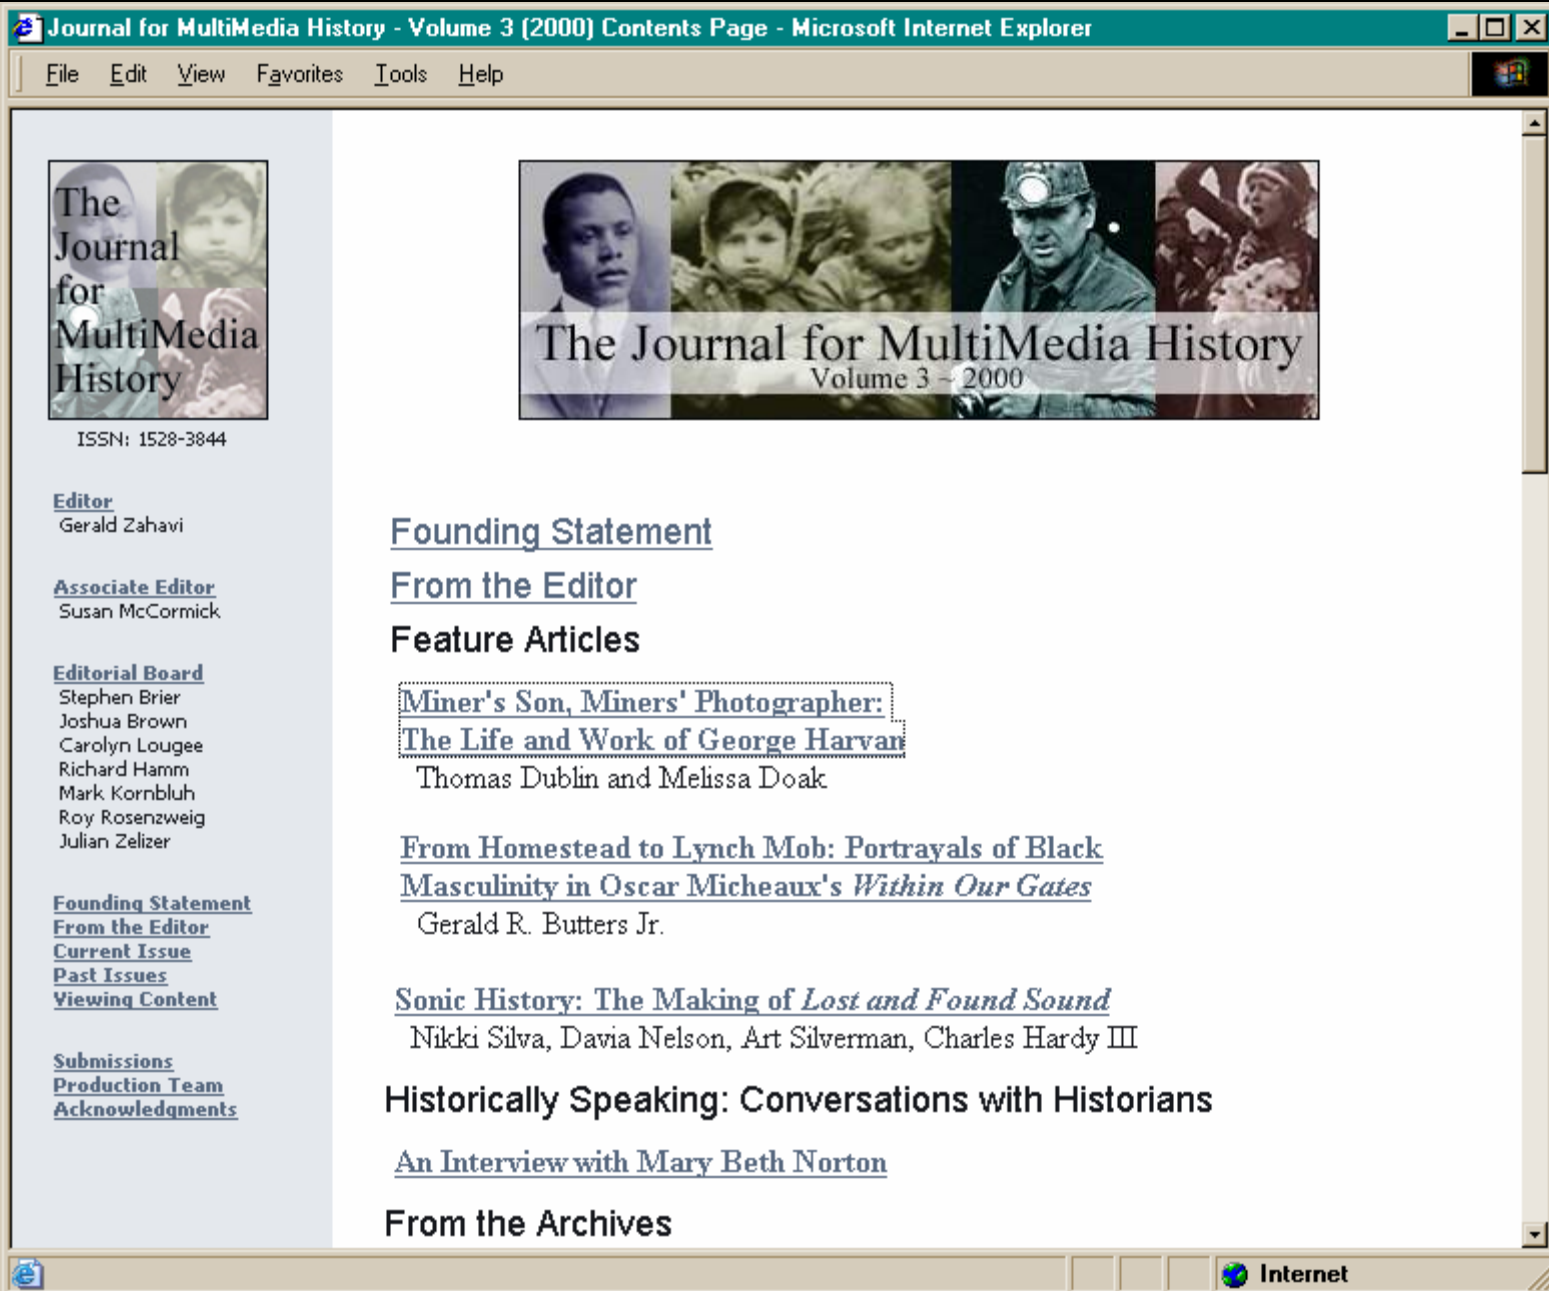 Journal for MultiMedia History - Volume 3 (2000) Contents Page - Microsoft Internet Explorer
File Edit View Favorites Tools Help
The
Journal
for
MultiMedia
History
ISSN: 1528-3844
Editor
Gerald Zahavi
Associate Editor
Susan McCormick
Editorial Board
Stephen Brier
Joshua Brown
Carolyn Lougee
Richard Hamm
Mark Kornbluh
Roy Rosenzweig
Julian Zelizer
Founding Statement
From the Editor
Current Issue
Past Issues
Viewing Content
Submissions
Production Team
Acknowledgments
The Journal for MultiMedia History
Volume 3 ~ 2000
Founding Statement
From the Editor
Feature Articles
Miner's Son, Miners' Photographer:
The Life and Work of George Harvan
Thomas Dublin and Melissa Doak
From Homestead to Lynch Mob: Portrayals of Black
Masculinity in Oscar Micheaux's Within Our Gates
Gerald R. Butters Jr.
Sonic History: The Making of Lost and Found Sound
Nikki Silva, Davia Nelson, Art Silverman, Charles Hardy III
Historically Speaking: Conversations with Historians
An Interview with Mary Beth Norton
From the Archives
Internet